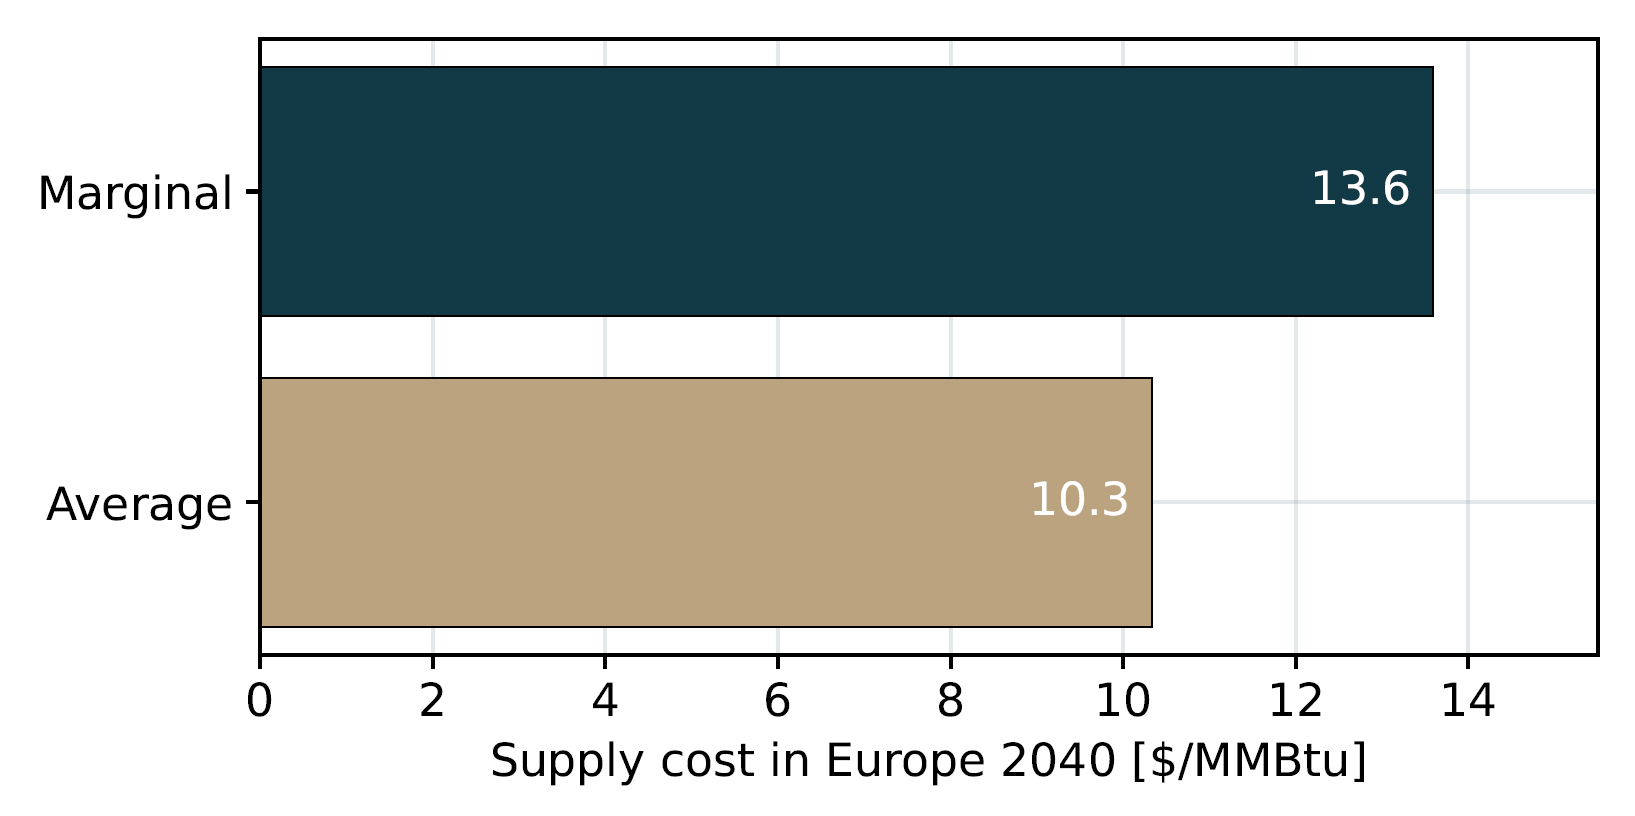 Marginal
13.6
Average
10.3
0 2 4 6 8 10 12 14
Supply cost in Europe 2040 [$/MMBtu]